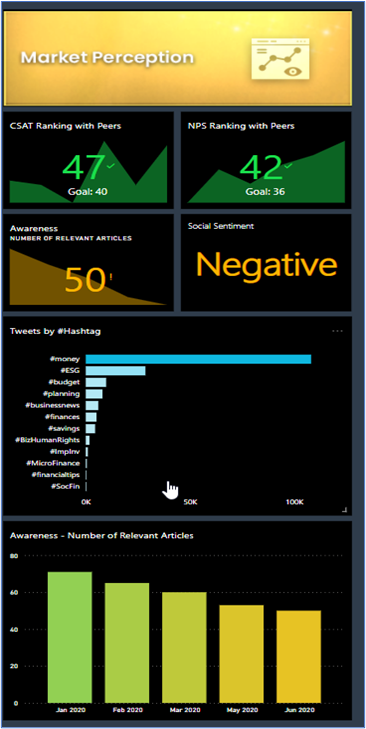 Market Perception
CSAT Ranking with Peers
47✓
Goal: 40
NPS Ranking with Peers
42✓
Goal: 36
Awareness
NUMBER OF RELEVANT ARTICLES
50!
Social Sentiment
Negative
Tweets by #Hashtag
#money
#ESG
#budget
#planning
#businessnews
#finances
#savings
#BizHumanRights
#ImpInv
#MicroFinance
#financialtips
#SocFin
0K 50K 100K
Awareness - Number of Relevant Articles
80
60
40
20
0
Jan 2020 Feb 2020 Mar 2020 May 2020 Jun 2020